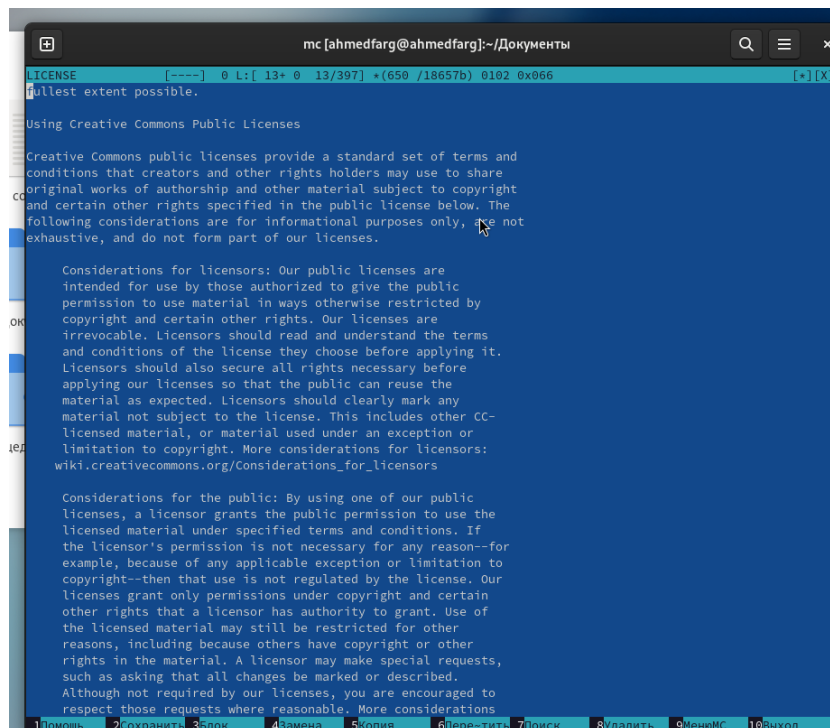 mc [ahmedfarg@ahmedfarg]:~/Документы
LICENSE [----] 0 L:[ 13+ 0 13/397] *(650 /18657b) 0102 0x066 [*][X]
fullest extent possible.
Using Creative Commons Public Licenses
Creative Commons public licenses provide a standard set of terms and
conditions that creators and other rights holders may use to share
original works of authorship and other material subject to copyright
and certain other rights specified in the public license below. The
following considerations are for informational purposes only, are not
exhaustive, and do not form part of our licenses.
Considerations for licensors: Our public licenses are
intended for use by those authorized to give the public
permission to use material in ways otherwise restricted by
copyright and certain other rights. Our licenses are
irrevocable. Licensors should read and understand the terms
and conditions of the license they choose before applying it.
Licensors should also secure all rights necessary before
applying our licenses so that the public can reuse the
material as expected. Licensors should clearly mark any
material not subject to the license. This includes other CC-
licensed material, or material used under an exception or
limitation to copyright. More considerations for licensors:
wiki.creativecommons.org/Considerations_for_licensors
Considerations for the public: By using one of our public
licenses, a licensor grants the public permission to use the
licensed material under specified terms and conditions. If
the licensor's permission is not necessary for any reason--for
example, because of any applicable exception or limitation to
copyright--then that use is not regulated by the license. Our
licenses grant only permissions under copyright and certain
other rights that a licensor has authority to grant. Use of
the licensed material may still be restricted for other
reasons, including because others have copyright or other
rights in the material. A licensor may make special requests,
such as asking that all changes be marked or described.
Although not required by our licenses, you are encouraged to
respect those requests where reasonable. More considerations
1Помощь 2Сохранить 3Блок 4Замена 5Копия 6Пере~тить 7Поиск 8Удалить 9МенюMC 10Выход